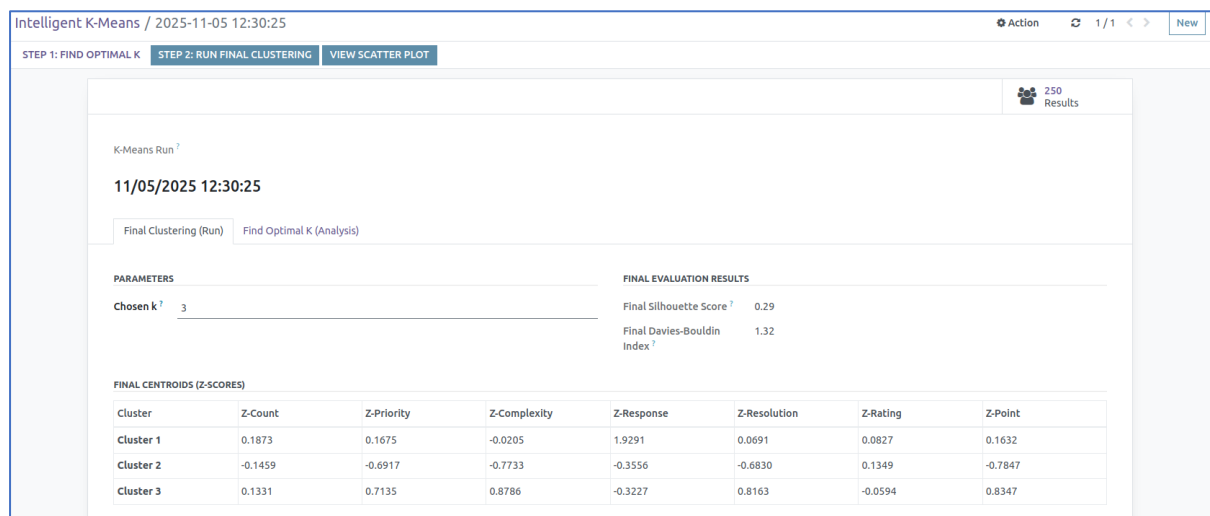 Intelligent K-Means / 2025-11-05 12:30:25
Action
1 / 1
New
STEP 1: FIND OPTIMAL K
STEP 2: RUN FINAL CLUSTERING
VIEW SCATTER PLOT
250
Results
K-Means Run ?
11/05/2025 12:30:25
Final Clustering (Run)
Find Optimal K (Analysis)
PARAMETERS
Chosen k ? 3
FINAL EVALUATION RESULTS
Final Silhouette Score ? 0.29
Final Davies-Bouldin 1.32
Index ?
FINAL CENTROIDS (Z-SCORES)
Cluster Z-Count Z-Priority Z-Complexity Z-Response Z-Resolution Z-Rating Z-Point
Cluster 1 0.1873 0.1675 -0.0205 1.9291 0.0691 0.0827 0.1632
Cluster 2 -0.1459 -0.6917 -0.7733 -0.3556 -0.6830 0.1349 -0.7847
Cluster 3 0.1331 0.7135 0.8786 -0.3227 0.8163 -0.0594 0.8347